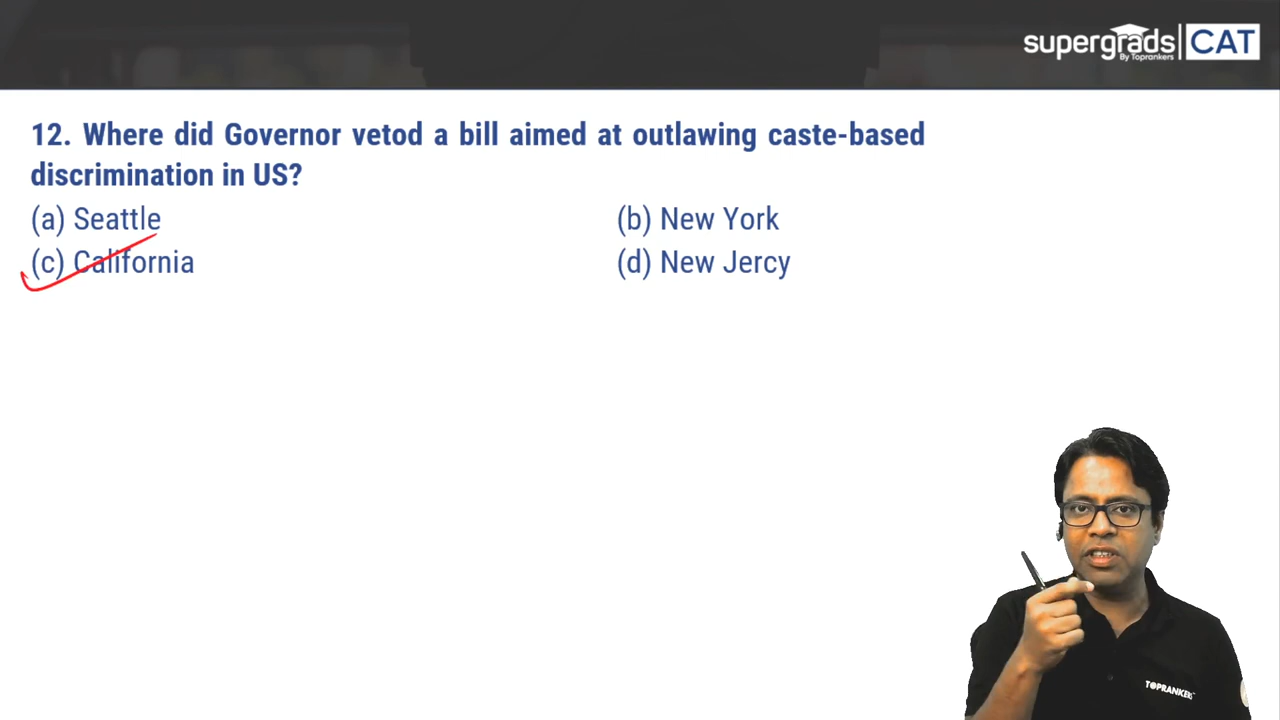 supergrads CAT
By Toprankers
12. Where did Governor vetod a bill aimed at outlawing caste-based
discrimination in US?
(a) Seattle (b) New York
(c) California (d) New Jercy
TOPRANKERS